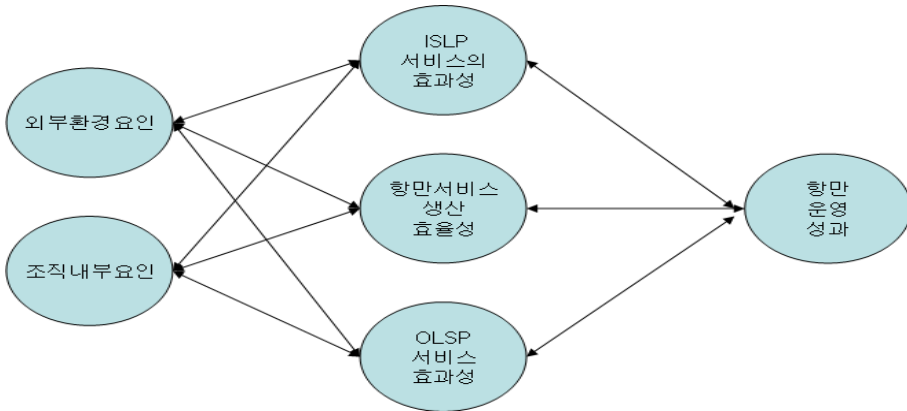 외부환경요인
조직내부요인
ISLP
서비스의
효과성
항만서비스
생산
효율성
OLSP
서비스
효과성
항만
운영
성과